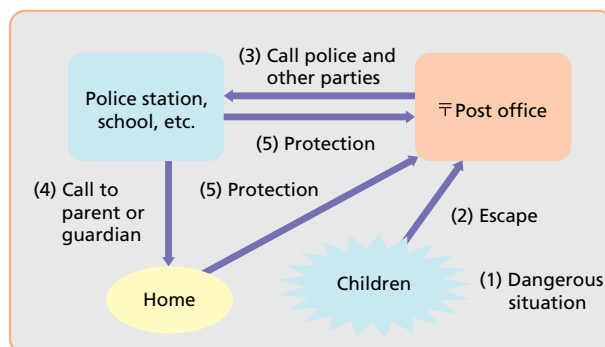 (3) Call police and
other parties
Police station,
school, etc.
〒Post office
(5) Protection
(4) Call to
parent or
guardian
(5) Protection
(2) Escape
Home
Children
(1) Dangerous
situation